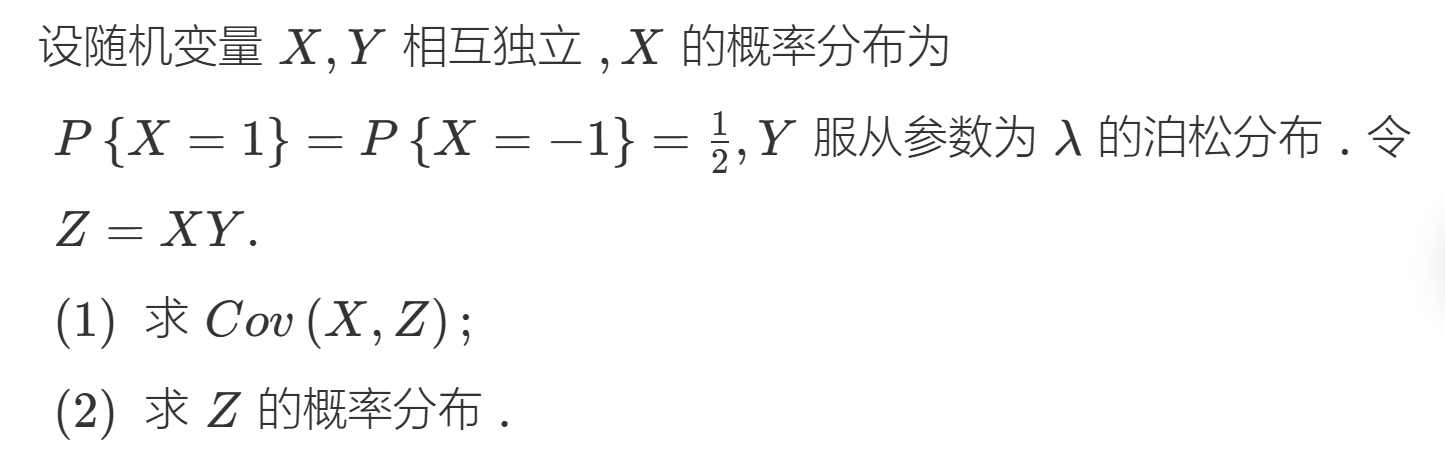 设随机变量 X, Y 相互独立 , X 的概率分布为
P {X = 1} = P {X = −1} = 1/2, Y 服从参数为 λ 的泊松分布 . 令
Z = XY.
(1) 求 Cov (X, Z) ;
(2) 求 Z 的概率分布 .